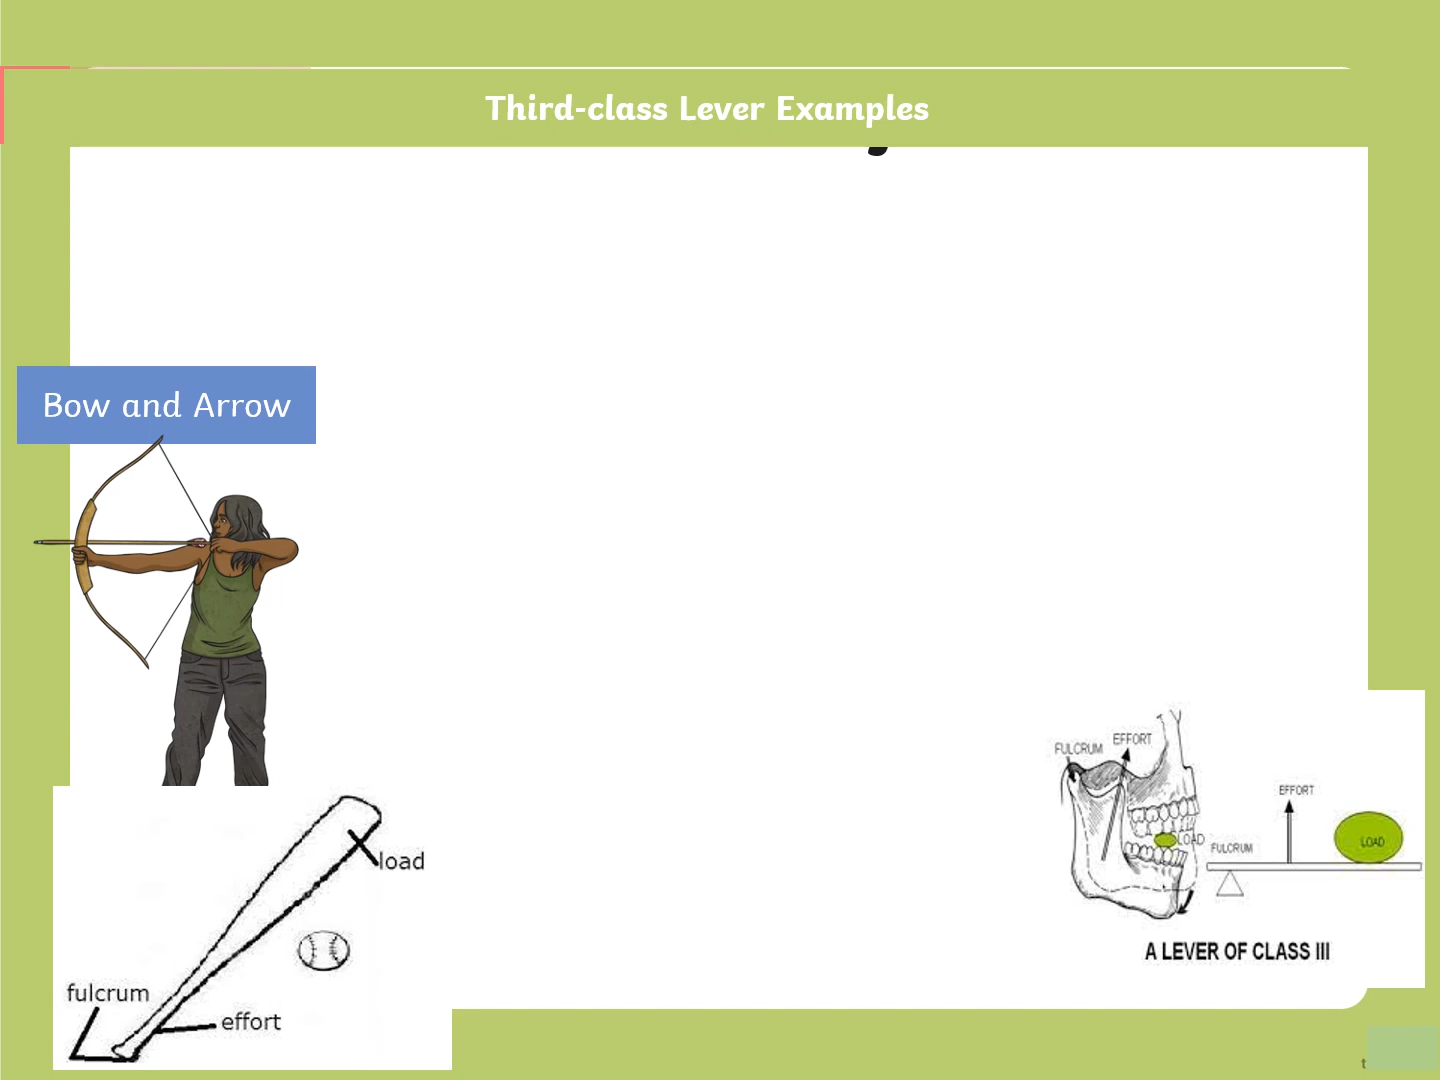 Third-class Lever Examples
Bow and Arrow
FULCRUM
EFFORT
LOAD
EFFORT
FULCRUM
LOAD
A LEVER OF CLASS III
load
fulcrum
effort
t